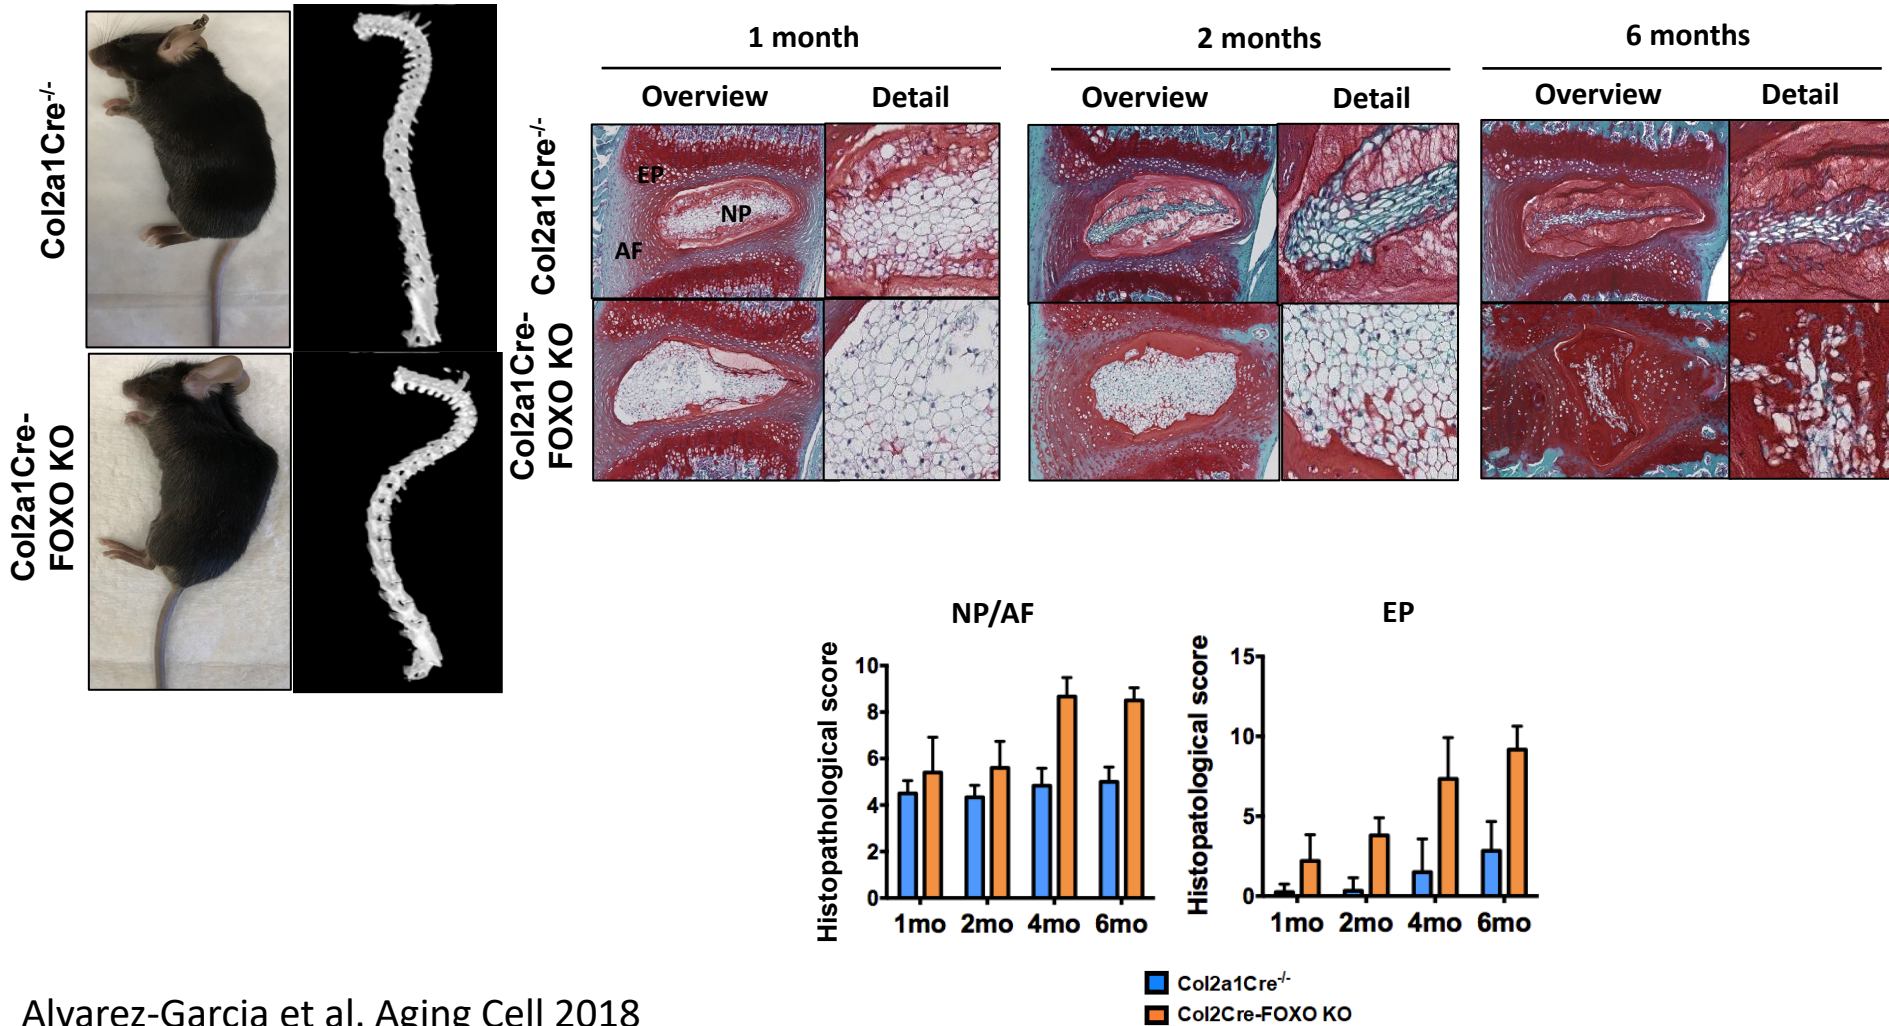 Col2a1Cre-/-
Col2a1Cre-
FOXO KO
1 month
2 months
6 months
Overview
Detail
Overview
Detail
Overview
Detail
Col2a1Cre-/-
Col2a1Cre-
FOXO KO
EP
NP
AF
NP/AF
Histopathological score
10
8
6
4
2
0
1mo 2mo 4mo 6mo
EP
Histopatological score
15
10
5
0
1mo 2mo 4mo 6mo
Col2a1Cre-/-
Col2Cre-FOXO KO
Alvarez-Garcia et al. Aging Cell 2018